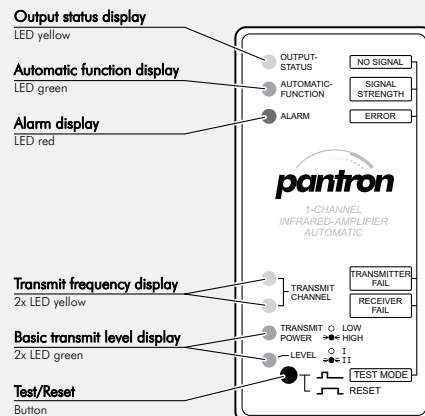 Output status display
LED yellow
Automatic function display
LED green
Alarm display
LED red
Transmit frequency display
2x LED yellow
Basic transmit level display
2x LED green
Test/Reset
Button
OUTPUT-
STATUS
NO SIGNAL
AUTOMATIC-
FUNCTION
SIGNAL
STRENGTH
ALARM
ERROR
pantron
1-CHANNEL
INFRARED-AMPLIFIER
AUTOMATIC
TRANSMIT
CHANNEL
TRANSMITTER
FAIL
RECEIVER
FAIL
TRANSMIT
POWER
LOW
HIGH
LEVEL
I
II
TEST MODE
RESET